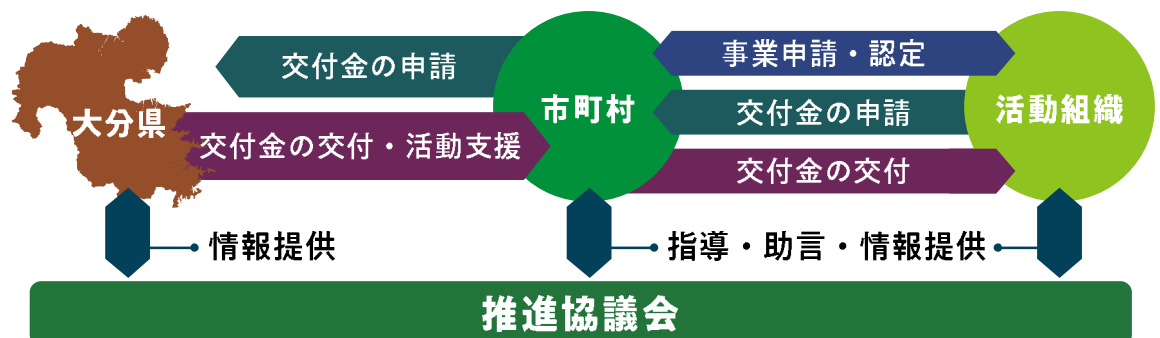 大分県
交付金の申請
交付金の交付・活動支援
市町村
事業申請・認定
交付金の申請
交付金の交付
活動組織
情報提供
指導・助言・情報提供
推進協議会